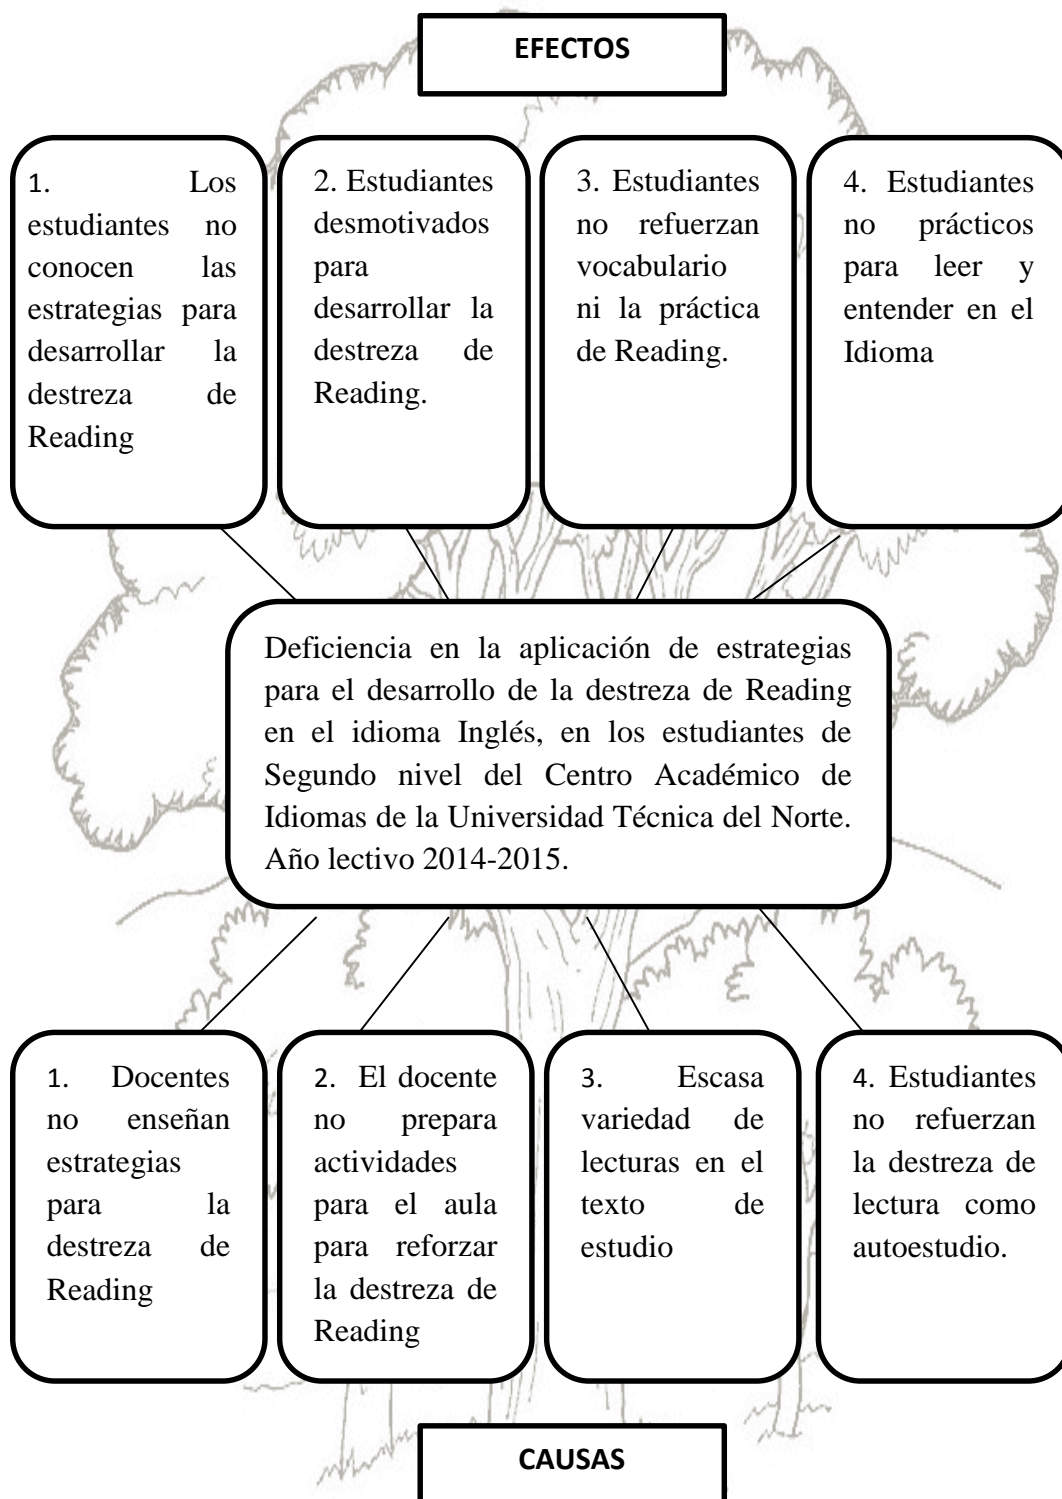 EFECTOS
1. Los
estudiantes no
conocen las
estrategias para
desarrollar la
destreza de
Reading
2. Estudiantes
desmotivados
para
desarrollar la
destreza de
Reading.
3. Estudiantes
no refuerzan
vocabulario
ni la práctica
de Reading.
4. Estudiantes
no prácticos
para leer y
entender en el
Idioma
Deficiencia en la aplicación de estrategias
para el desarrollo de la destreza de Reading
en el idioma Inglés, en los estudiantes de
Segundo nivel del Centro Académico de
Idiomas de la Universidad Técnica del Norte.
Año lectivo 2014-2015.
1. Docentes
no enseñan
estrategias
para la
destreza de
Reading
2. El docente
no prepara
actividades
para el aula
para reforzar
la destreza de
Reading
3. Escasa
variedad de
lecturas en el
texto de
estudio
4. Estudiantes
no refuerzan
la destreza de
lectura como
autoestudio.
CAUSAS